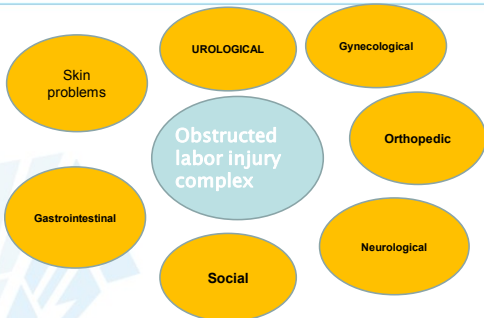 UROLOGICAL
Gynecological
Skin
problems
Obstructed
labor injury
complex
Orthopedic
Gastrointestinal
Neurological
Social